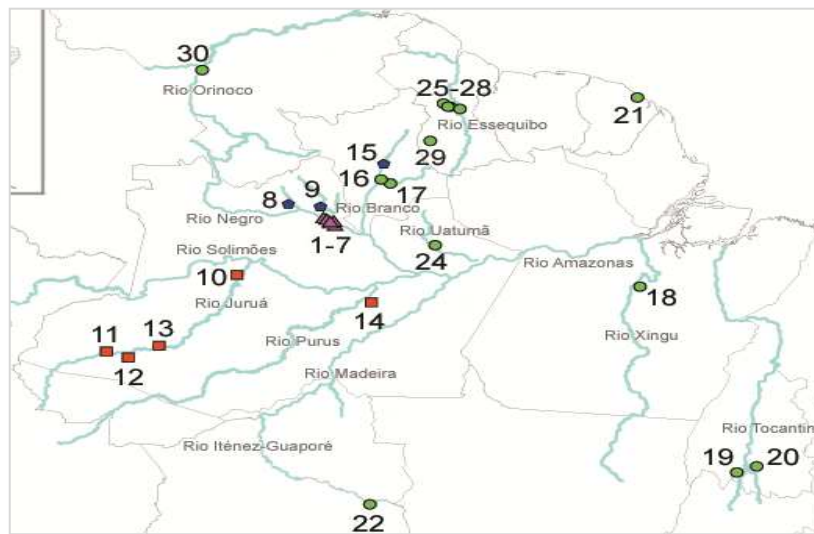 30
Rio Orinoco
25-28
Rio Essequibo
21
29
15
16
17
8
9
Rio Negro
Rio Branco
1-7
Rio Uatumã
24
Rio Solimões
Rio Amazonas
10
18
Rio Juruá
11
13
14
12
Rio Purus
Rio Xingu
Rio Madeira
Rio Tocantin
Rio Iténez-Guaporé
19
20
22